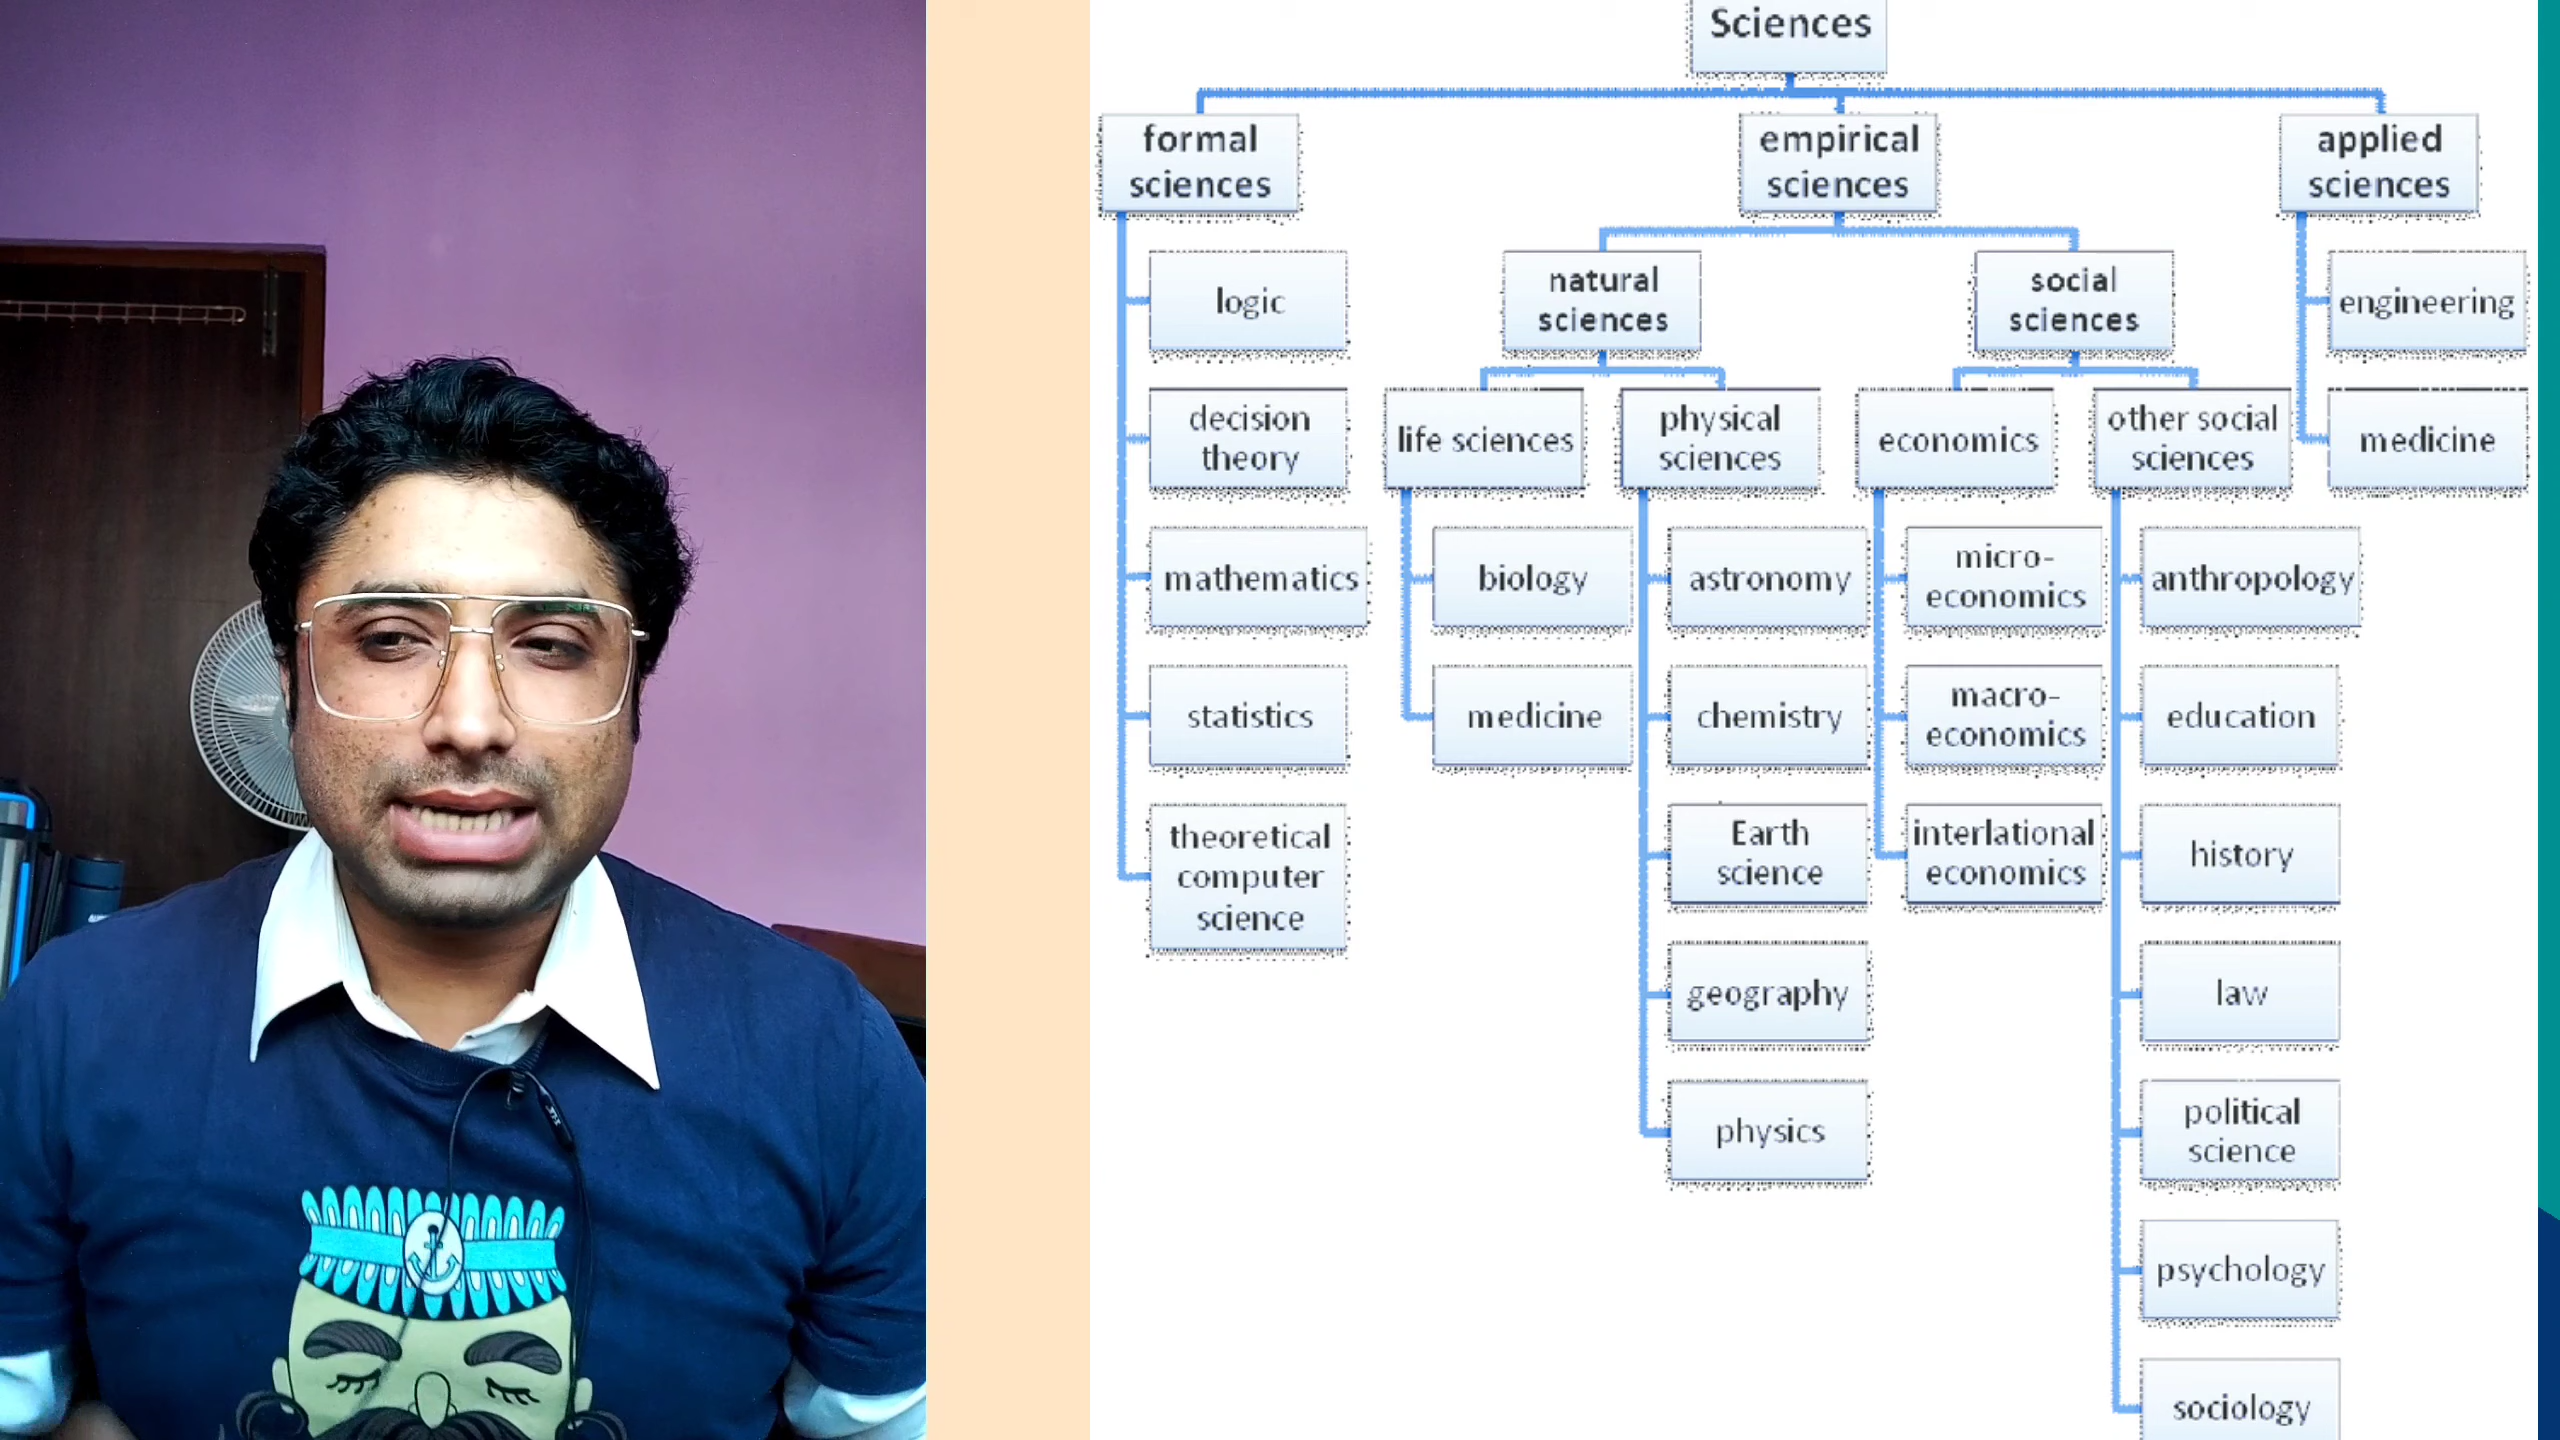 Sciences
formal
sciences
empirical
sciences
applied
sciences
logic
natural
sciences
social
sciences
engineering
decision
theory
life sciences
physical
sciences
economics
other social
sciences
medicine
mathematics
biology
astronomy
micro-
economics
anthropology
statistics
medicine
chemistry
macro-
economics
education
theoretical
computer
science
Earth
science
interlational
economics
history
geography
law
physics
political
science
psychology
sociology